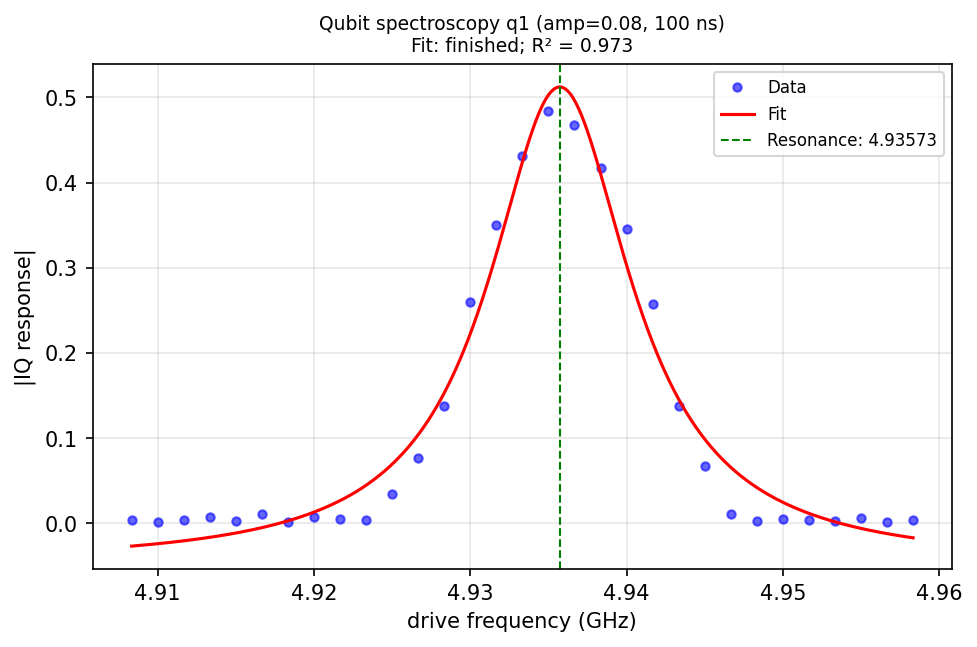 Qubit spectroscopy q1 (amp=0.08, 100 ns)
Fit: finished; R² = 0.973
Data
Fit
Resonance: 4.93573
|IQ response|
0.5
0.4
0.3
0.2
0.1
0.0
4.91 4.92 4.93 4.94 4.95 4.96
drive frequency (GHz)